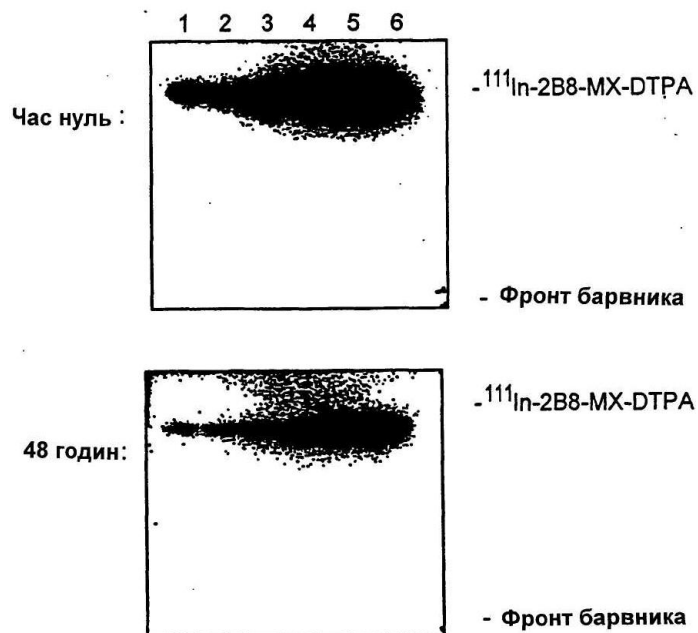 1 2 3 4 5 6
-¹¹¹In-2B8-MX-DTPA
Час нуль :
- Фронт барвника
-¹¹¹In-2B8-MX-DTPA
48 годин:
- Фронт барвника